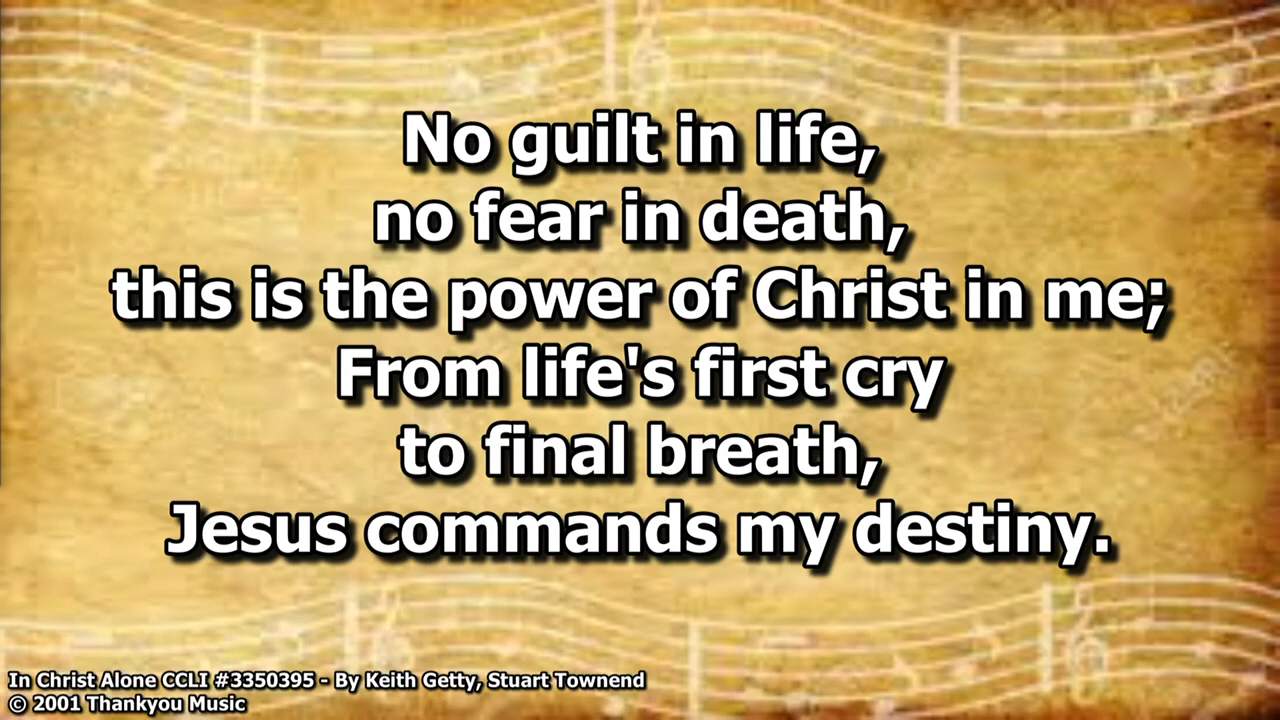 No guilt in life,
no fear in death,
this is the power of Christ in me;
From life's first cry
to final breath,
Jesus commands my destiny.
In Christ Alone CCLI #3350395 - By Keith Getty, Stuart Townend
© 2001 Thankyou Music